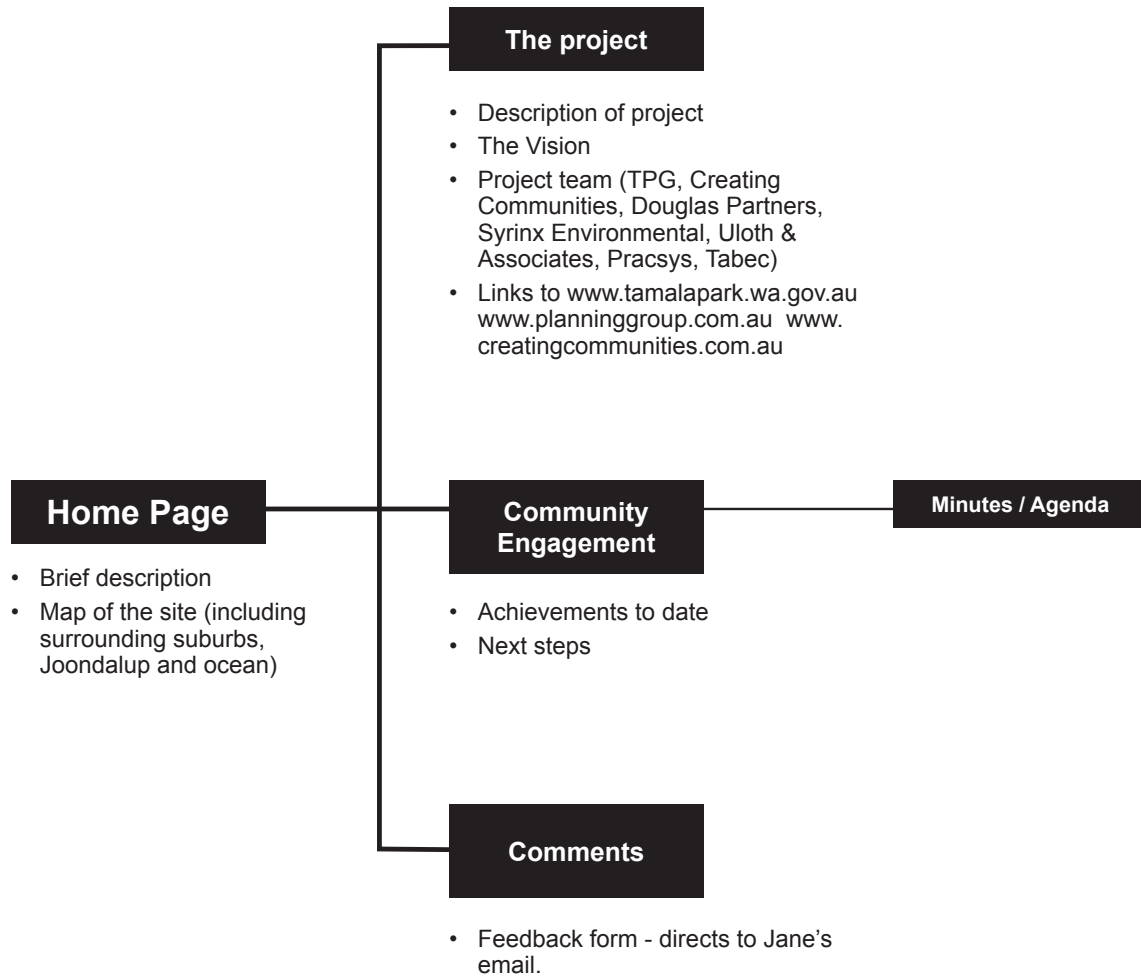 The project
• Description of project
• The Vision
• Project team (TPG, Creating
Communities, Douglas Partners,
Syrinx Environmental, Uloth &
Associates, Pracsys, Tabec)
• Links to www.tamalapark.wa.gov.au
www.planninggroup.com.au www.
creatingcommunities.com.au
Home Page
• Brief description
• Map of the site (including
surrounding suburbs,
Joondalup and ocean)
Community
Engagement
• Achievements to date
• Next steps
Minutes / Agenda
Comments
• Feedback form - directs to Jane’s
email.